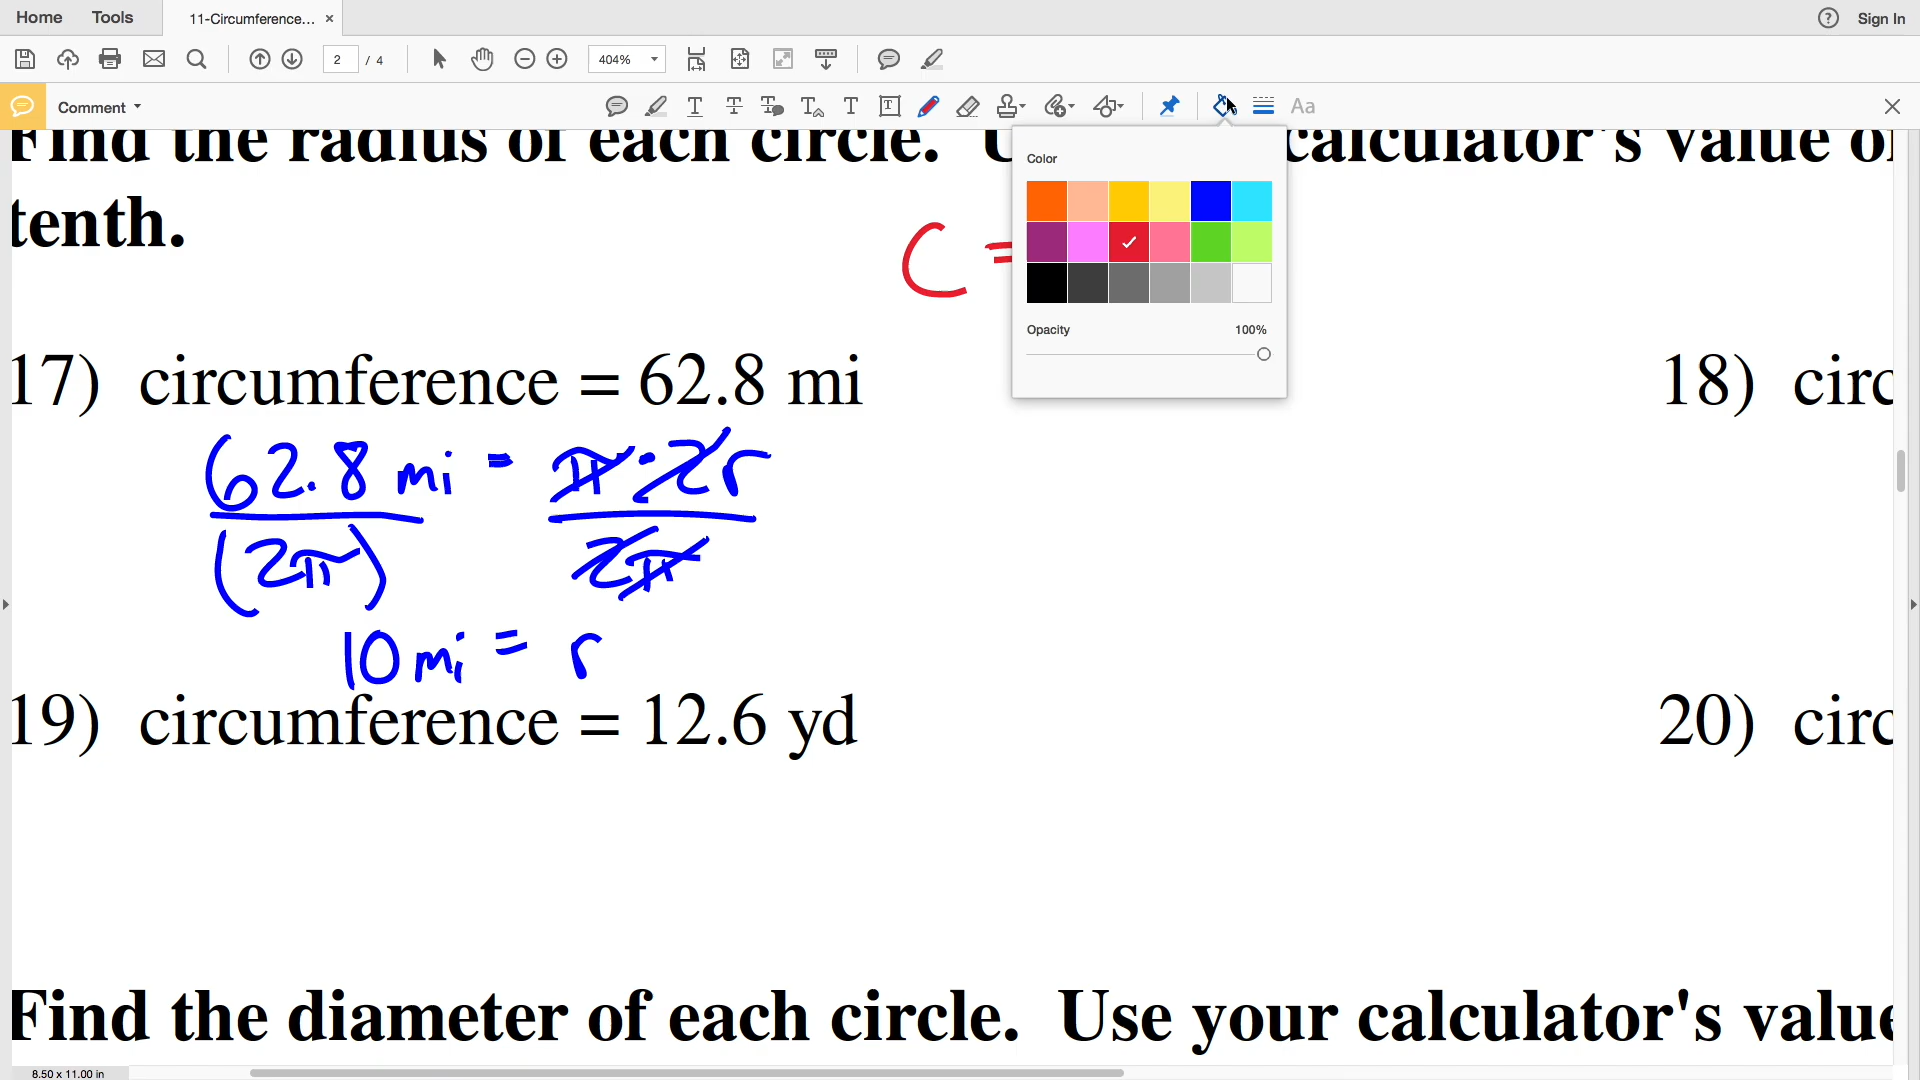 Home Tools 11-Circumference... × ? Sign In
2 / 4 404%
Comment Aa
Find the radius of each circle. U calculator's value of
tenth.
C =
Color
Opacity 100%
17) circumference = 62.8 mi 18) circ
62.8 mi = π · 2r
(2π) 2π
10 mi = r
19) circumference = 12.6 yd 20) circ
Find the diameter of each circle. Use your calculator's value
8.50 x 11.00 in